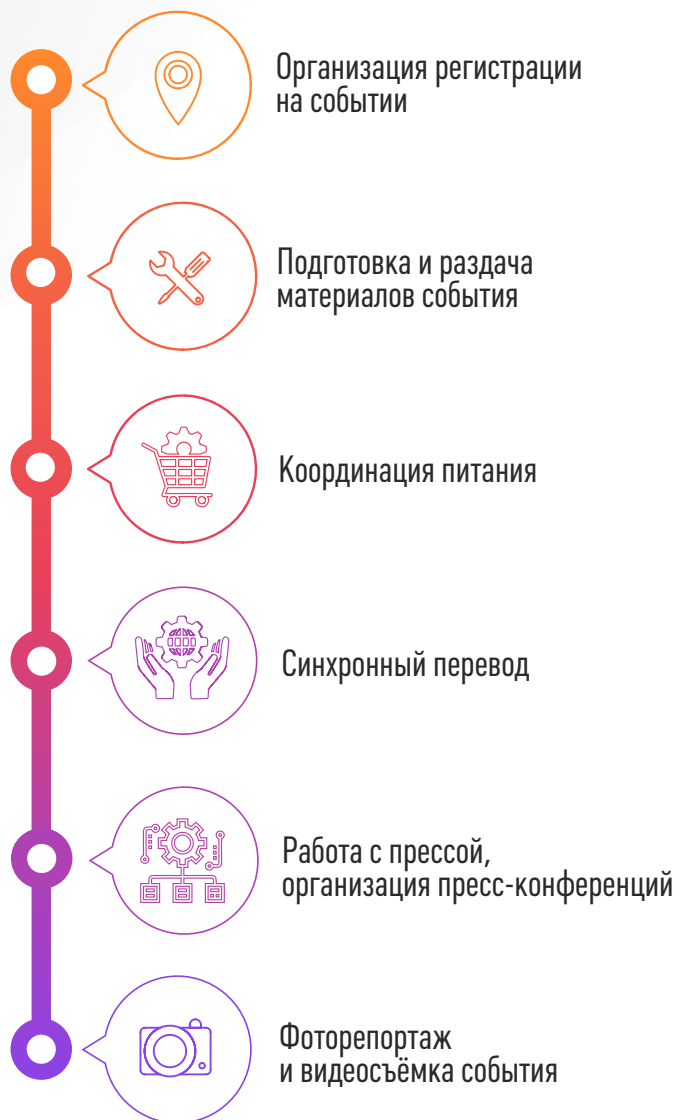 Организация регистрации
на событии
Подготовка и раздача
материалов события
Координация питания
Синхронный перевод
Работа с прессой,
организация пресс-конференций
Фоторепортаж
и видеосъёмка события